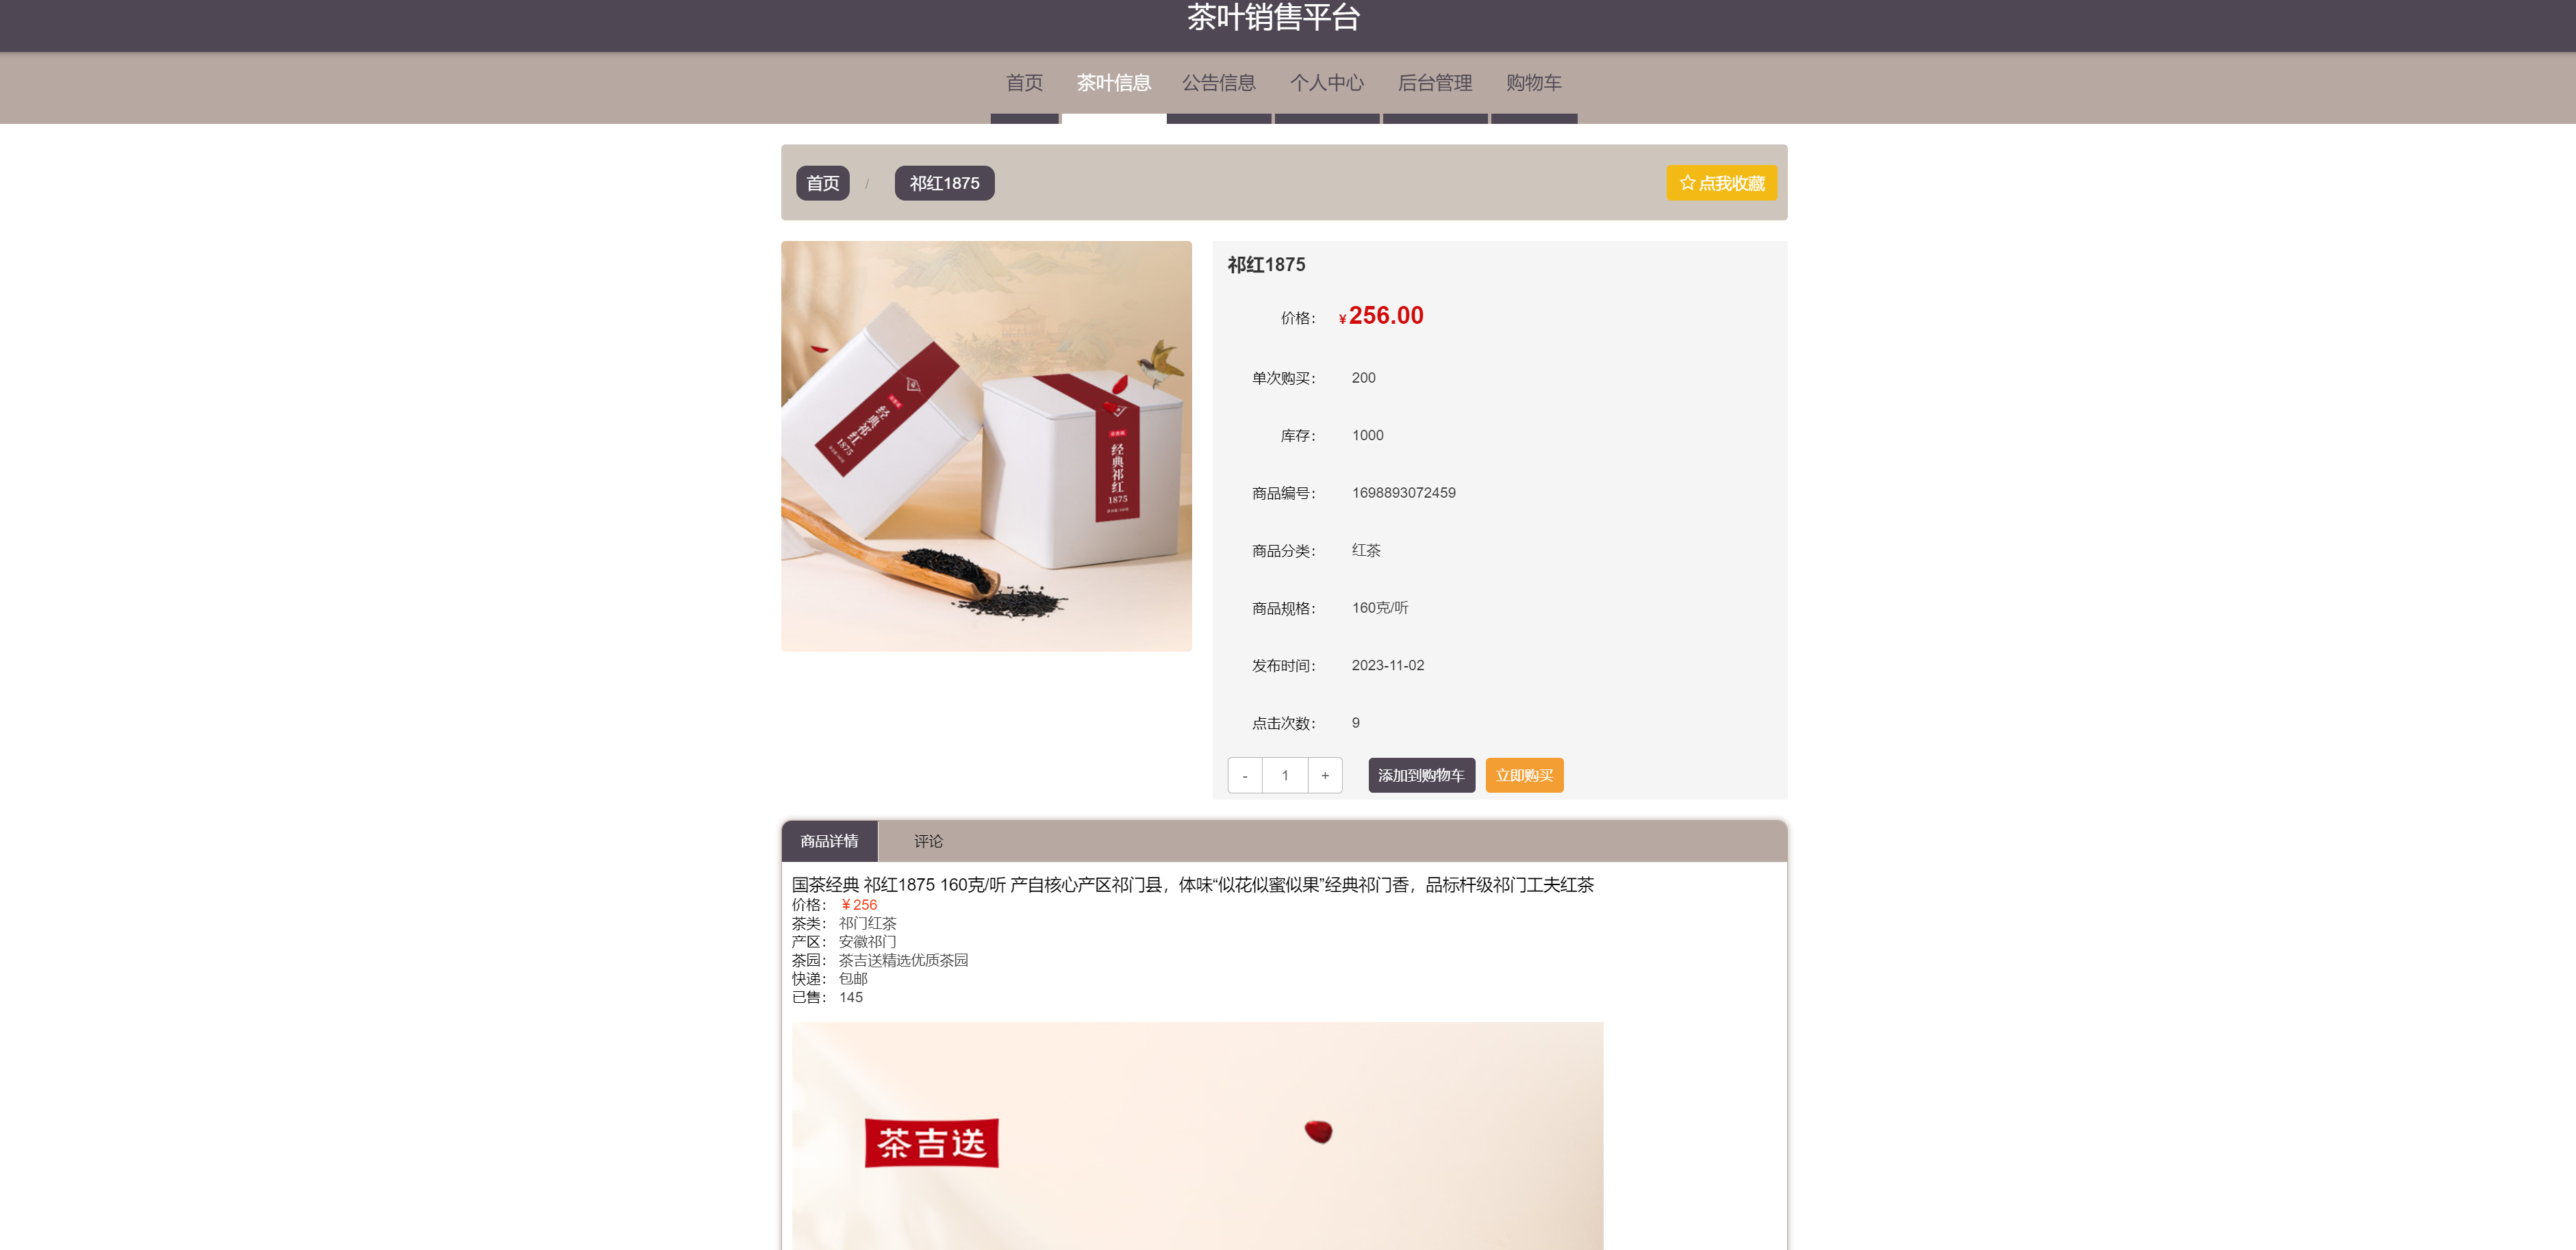 茶叶销售平台
首页 茶叶信息 公告信息 个人中心 后台管理 购物车
首页 / 祁红1875 点我收藏
祁红1875
价格： ¥256.00
单次购买： 200
库存： 1000
商品编号： 1698893072459
商品分类： 红茶
商品规格： 160克/听
发布时间： 2023-11-02
点击次数： 9
- 1 + 添加到购物车 立即购买
经典祁红
1875
经典祁红
1875
商品详情 评论
国茶经典 祁红1875 160克/听 产自核心产区祁门县，体味“似花似蜜似果”经典祁门香，品标杆级祁门工夫红茶
价格： ¥256
茶类： 祁门红茶
产区： 安徽祁门
茶园： 茶吉送精选优质茶园
快递： 包邮
已售： 145
茶吉送